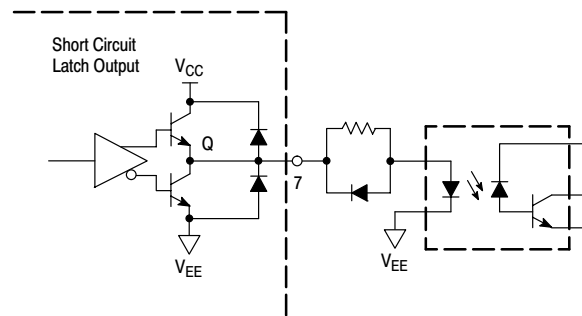 Short Circuit
Latch Output
VCC
Q
7
VEE
VEE